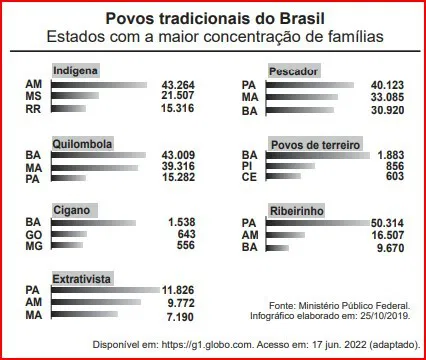 Povos tradicionais do Brasil
Estados com a maior concentração de famílias
Indígena
AM 43.264
MS 21.507
RR 15.316
Pescador
PA 40.123
MA 33.085
BA 30.920
Quilombola
BA 43.009
MA 39.316
PA 15.282
Povos de terreiro
BA 1.883
PI 856
CE 603
Cigano
BA 1.538
GO 643
MG 556
Ribeirinho
PA 50.314
AM 16.507
BA 9.670
Extrativista
PA 11.826
AM 9.772
MA 7.190
Fonte: Ministério Público Federal.
Infográfico elaborado em: 25/10/2019.
Disponível em: https://g1.globo.com. Acesso em: 17 jun. 2022 (adaptado).